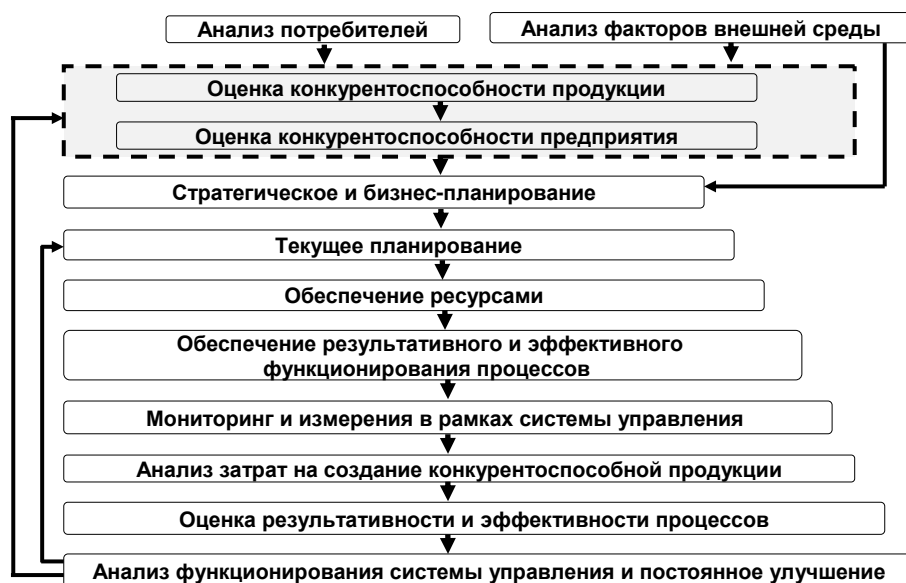 Анализ потребителей
Анализ факторов внешней среды
Оценка конкурентоспособности продукции
Оценка конкурентоспособности предприятия
Стратегическое и бизнес-планирование
Текущее планирование
Обеспечение ресурсами
Обеспечение результативного и эффективного
функционирования процессов
Мониторинг и измерения в рамках системы управления
Анализ затрат на создание конкурентоспособной продукции
Оценка результативности и эффективности процессов
Анализ функционирования системы управления и постоянное улучшение